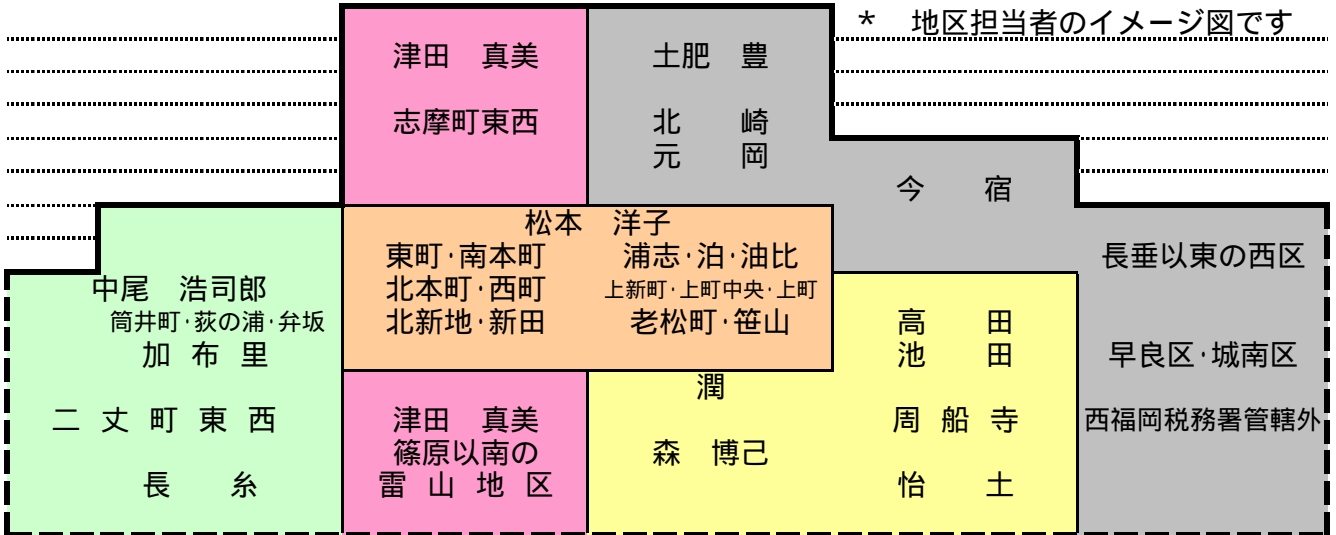 * 地区担当者のイメージ図です
津田 真美
志摩町東西
土肥 豊
北 崎
元 岡
今 宿
長垂以東の西区
早良区・城南区
西福岡税務署管轄外
松本 洋子
東町・南本町 浦志・泊・油比
北本町・西町 上新町・上町中央・上町
北新地・新田 老松町・笹山
中尾 浩司郎
筒井町・荻の浦・弁坂
加 布 里
二 丈 町 東 西
長 糸
津田 真美
篠原以南の
雷 山 地 区
潤
森 博己
高 田
池 田
周 船 寺
怡 土